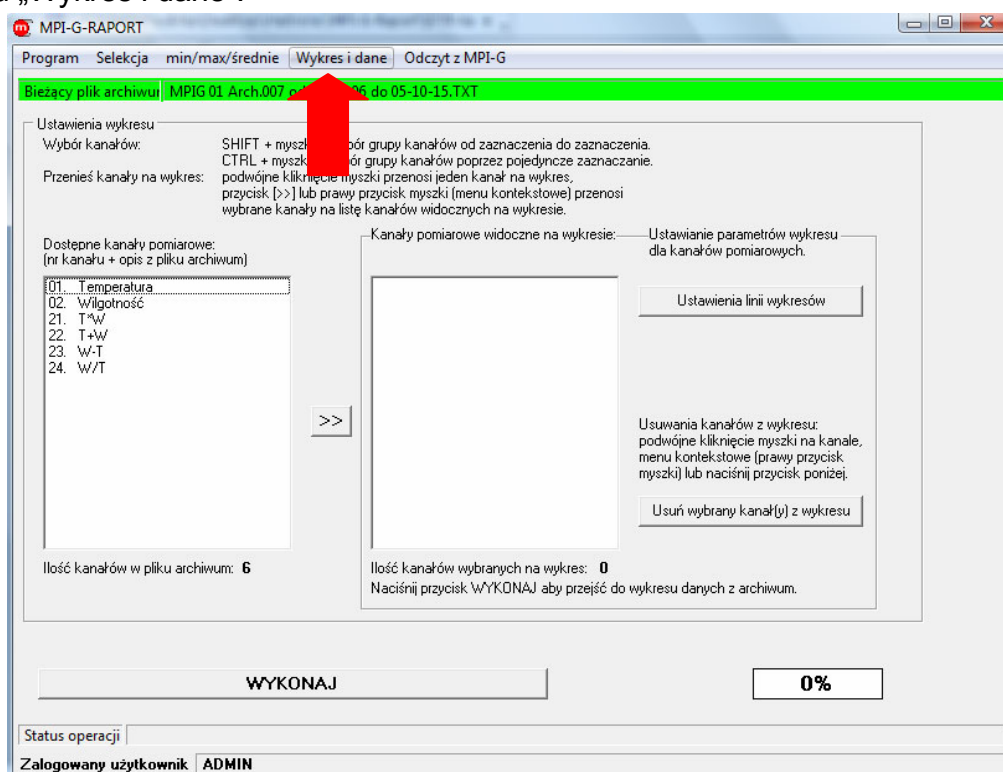 „Wykres i dane”.
MPI-G-RAPORT
Program Selekcja min/max/średnie Wykres i dane Odczyt z MPI-G
Bieżący plik archiwur MPIG 01 Arch.007 do 05-10-15.TXT
Ustawienia wykresu
Wybór kanałów: SHIFT + grupy kanałów od zaznaczenia do zaznaczenia.
CTRL + grupy kanałów poprzez pojedyncze zaznaczanie.
Przenieś kanały na wykres: podwójne kliknięcie myszki przenosi jeden kanał na wykres,
przycisk [>>] lub prawy przycisk myszki (menu kontekstowe) przenosi
wybrane kanały na listę kanałów widocznych na wykresie.
Dostępne kanały pomiarowe:
(nr kanału + opis z pliku archiwum)
01. Temperatura
02. Wilgotność
21. T*W
22. T+W
23. W-T
24. W/T
Ilość kanałów w pliku archiwum: 6
>>
Kanały pomiarowe widoczne na wykresie:
Ilość kanałów wybranych na wykres: 0
Naciśnij przycisk WYKONAJ aby przejść do wykresu danych z archiwum.
Ustawianie parametrów wykresu
dla kanałów pomiarowych.
Ustawienia linii wykresów
Usuwania kanałów z wykresu:
podwójne kliknięcie myszki na kanale,
menu kontekstowe (prawy przycisk
myszki) lub naciśnij przycisk poniżej.
Usuń wybrany kanał(y) z wykresu
WYKONAJ
0%
Status operacji
Zalogowany użytkownik ADMIN